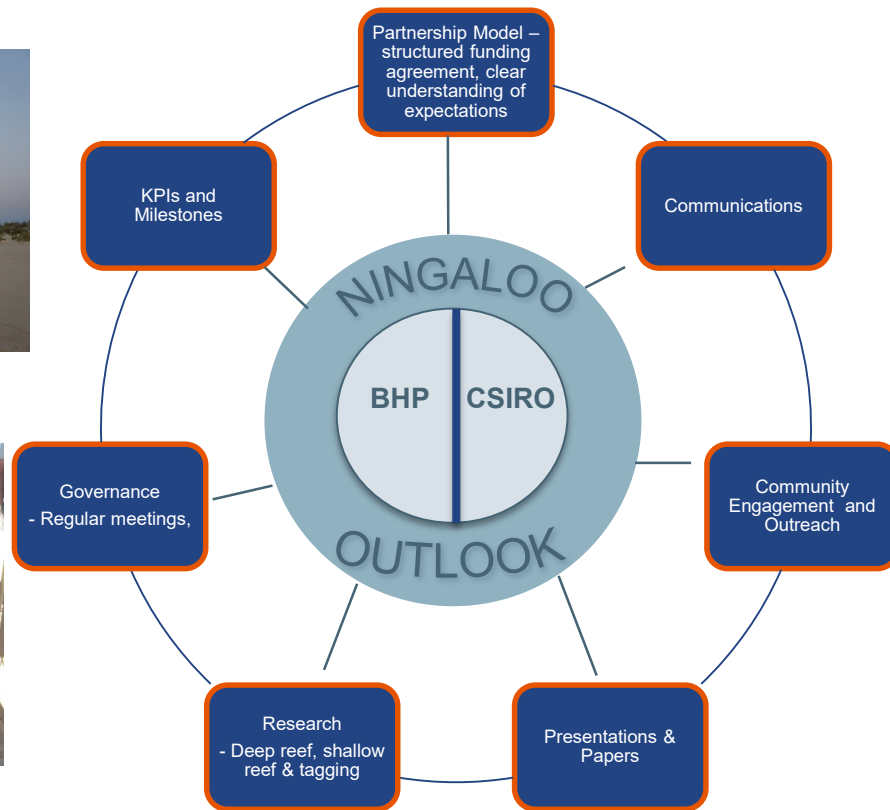 Partnership Model –
structured funding
agreement, clear
understanding of
expectations
KPIs and
Milestones
Communications
NINGALOO
BHP
CSIRO
OUTLOOK
Governance
- Regular meetings,
Community
Engagement and
Outreach
Research
- Deep reef, shallow
reef & tagging
Presentations &
Papers